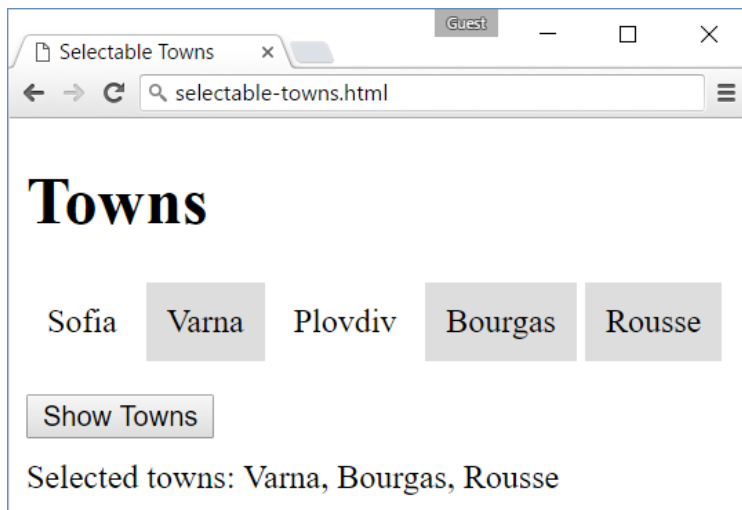 Guest
Selectable Towns
selectable-towns.html
Towns
Sofia Varna Plovdiv Bourgas Rousse
Show Towns
Selected towns: Varna, Bourgas, Rousse